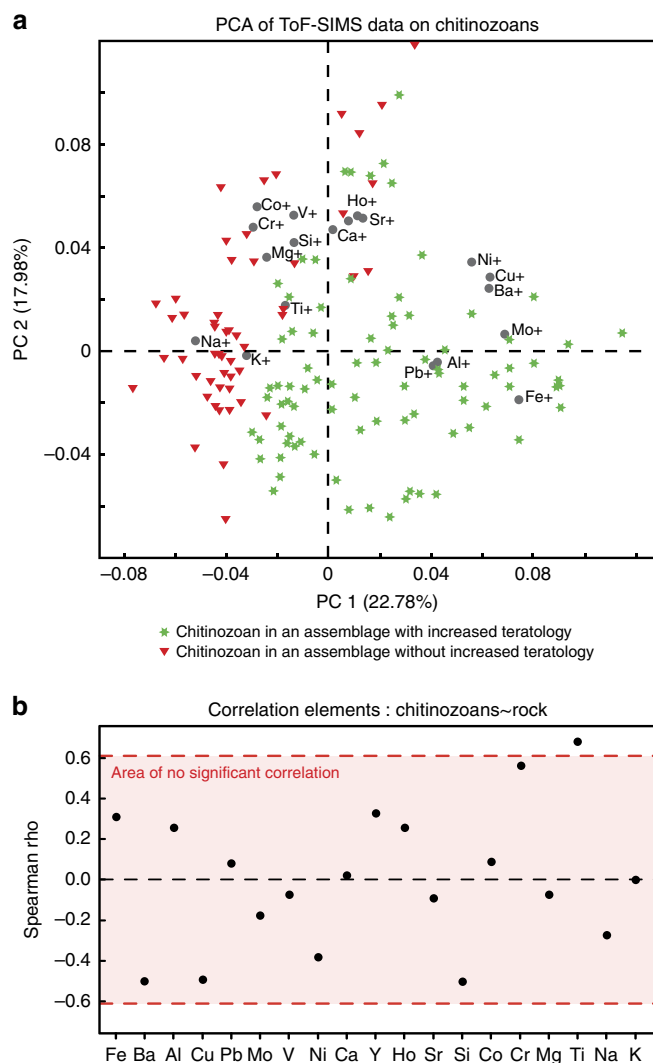 a
PCA of ToF-SIMS data on chitinozoans
PC 2 (17.98%)
0.08
0.04
0
−0.04
Co+
V+
Cr+
Si+
Mg+
Ti+
Na+
K+
Ho+
Sr+
Ca+
Ni+
Cu+
Ba+
Mo+
Pb+
Al+
Fe+
−0.08
−0.04
0
0.04
0.08
PC 1 (22.78%)
Chitinozoan in an assemblage with increased teratology
Chitinozoan in an assemblage without increased teratology
b
Correlation elements : chitinozoans~rock
Area of no significant correlation
Spearman rho
0.6
0.4
0.2
0.0
−0.2
−0.4
−0.6
Fe Ba Al Cu Pb Mo V Ni Ca Y Ho Sr Si Co Cr Mg Ti Na K